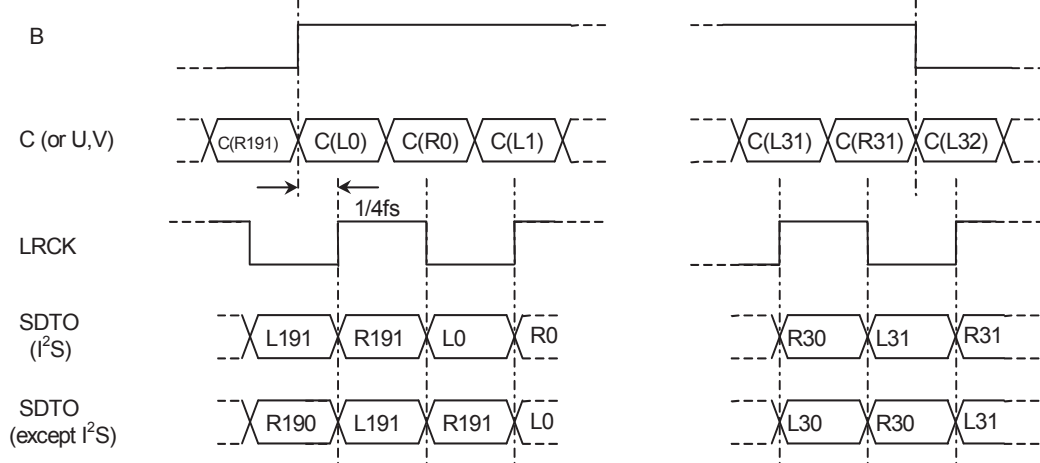 B
C (or U,V) C(R191) C(L0) C(R0) C(L1) C(L31) C(R31) C(L32)
1/4fs
LRCK
SDTO
(I²S)
L191 R191 L0 R0 R30 L31 R31
SDTO
(except I²S)
R190 L191 R191 L0 L30 R30 L31